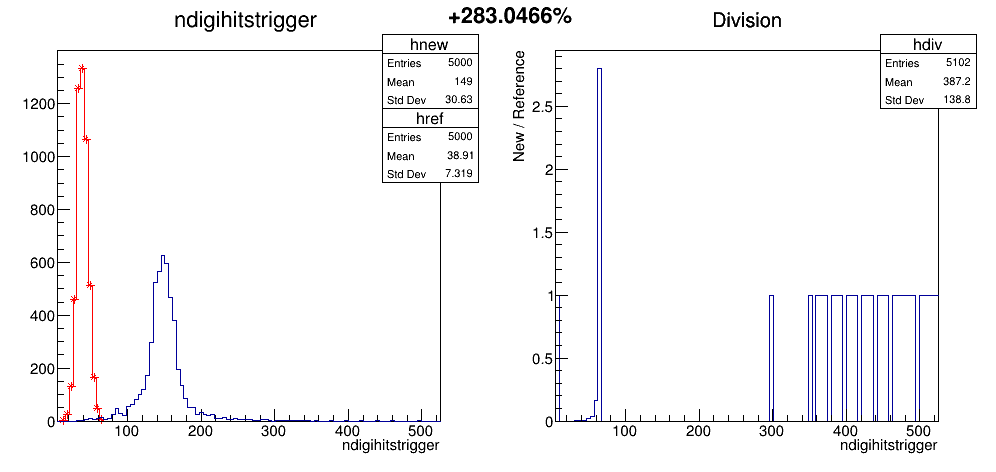 ndigihitstrigger
+283.0466%
Division
hnew
Entries 5000
Mean 149
Std Dev 30.63
href
Entries 5000
Mean 38.91
Std Dev 7.319
1200
1000
800
600
400
200
0
100 200 300 400 500
ndigihitstrigger
hdiv
Entries 5102
Mean 387.2
Std Dev 138.8
New / Reference
2.5
2
1.5
1
0.5
0
100 200 300 400 500
ndigihitstrigger